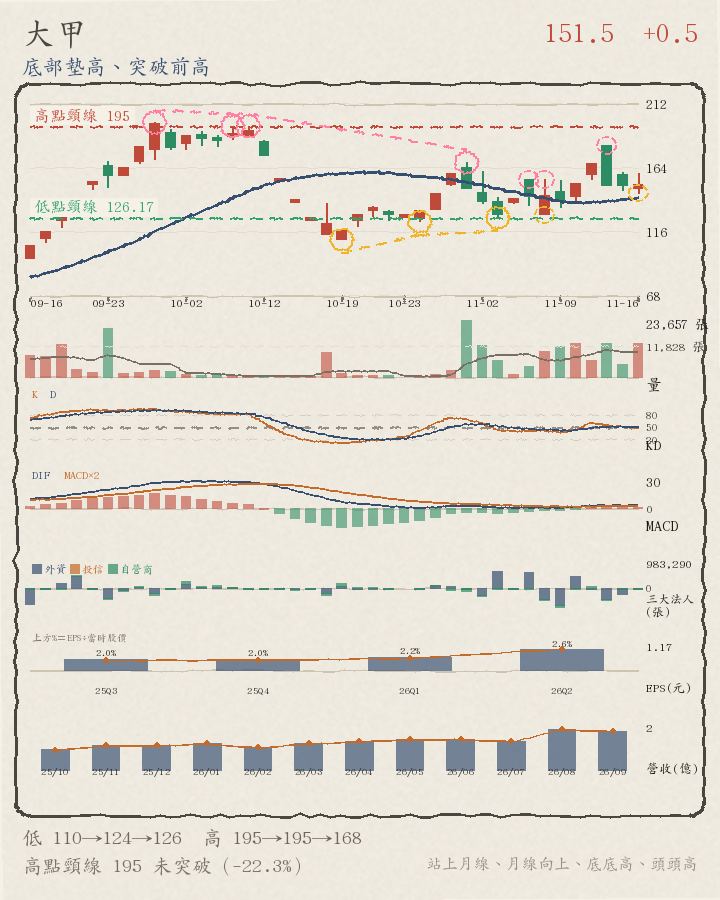 大甲
151.5 +0.5
底部墊高、突破前高
212
高點頸線 195
164
低點頸線 126.17
116
68
09-16 09-23 10-02 10-12 10-19 10-23 11-02 11-09 11-16
23,657 張
11,828 張
量
K D
80
50
20
KD
DIF MACD×2
30
0
MACD
外資 投信 自營商
983,290
0
三大法人
(張)
上方%=EPS÷當時股價
2.0% 2.0% 2.2% 2.6%
1.17
25Q3 25Q4 26Q1 26Q2
EPS(元)
2
25/10 25/11 25/12 26/01 26/02 26/03 26/04 26/05 26/06 26/07 26/08 26/09
營收(億)
低 110→124→126 高 195→195→168
高點頸線 195 未突破 (-22.3%)
站上月線、月線向上、底底高、頭頭高